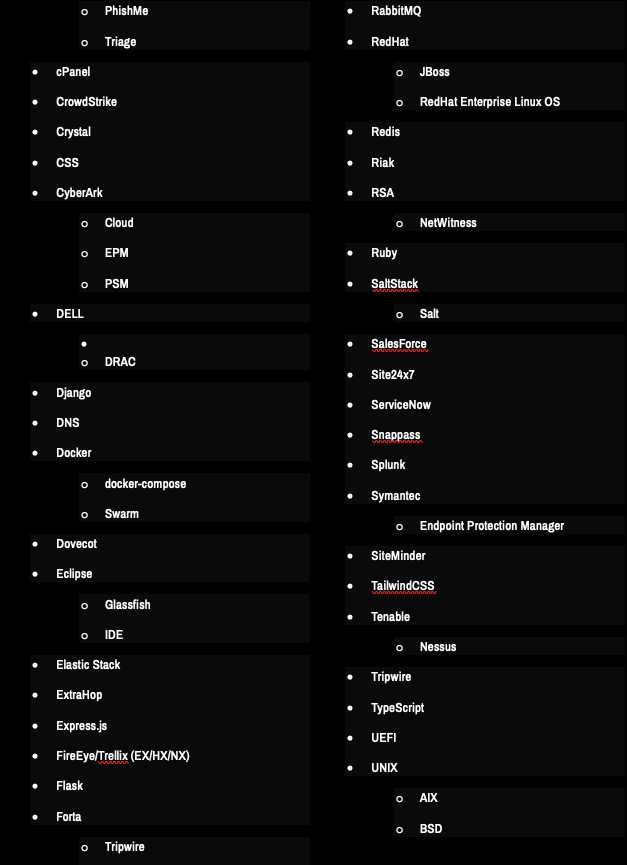 PhishMe
Triage
cPanel
CrowdStrike
Crystal
CSS
CyberArk
Cloud
EPM
PSM
DELL
DRAC
Django
DNS
Docker
docker-compose
Swarm
Dovecot
Eclipse
Glassfish
IDE
Elastic Stack
ExtraHop
Express.js
FireEye/Trellix (EX/HX/NX)
Flask
Forta
Tripwire
RabbitMQ
RedHat
JBoss
RedHat Enterprise Linux OS
Redis
Riak
RSA
NetWitness
Ruby
SaltStack
Salt
SalesForce
Site24x7
ServiceNow
Snappass
Splunk
Symantec
Endpoint Protection Manager
SiteMinder
TailwindCSS
Tenable
Nessus
Tripwire
TypeScript
UEFI
UNIX
AIX
BSD